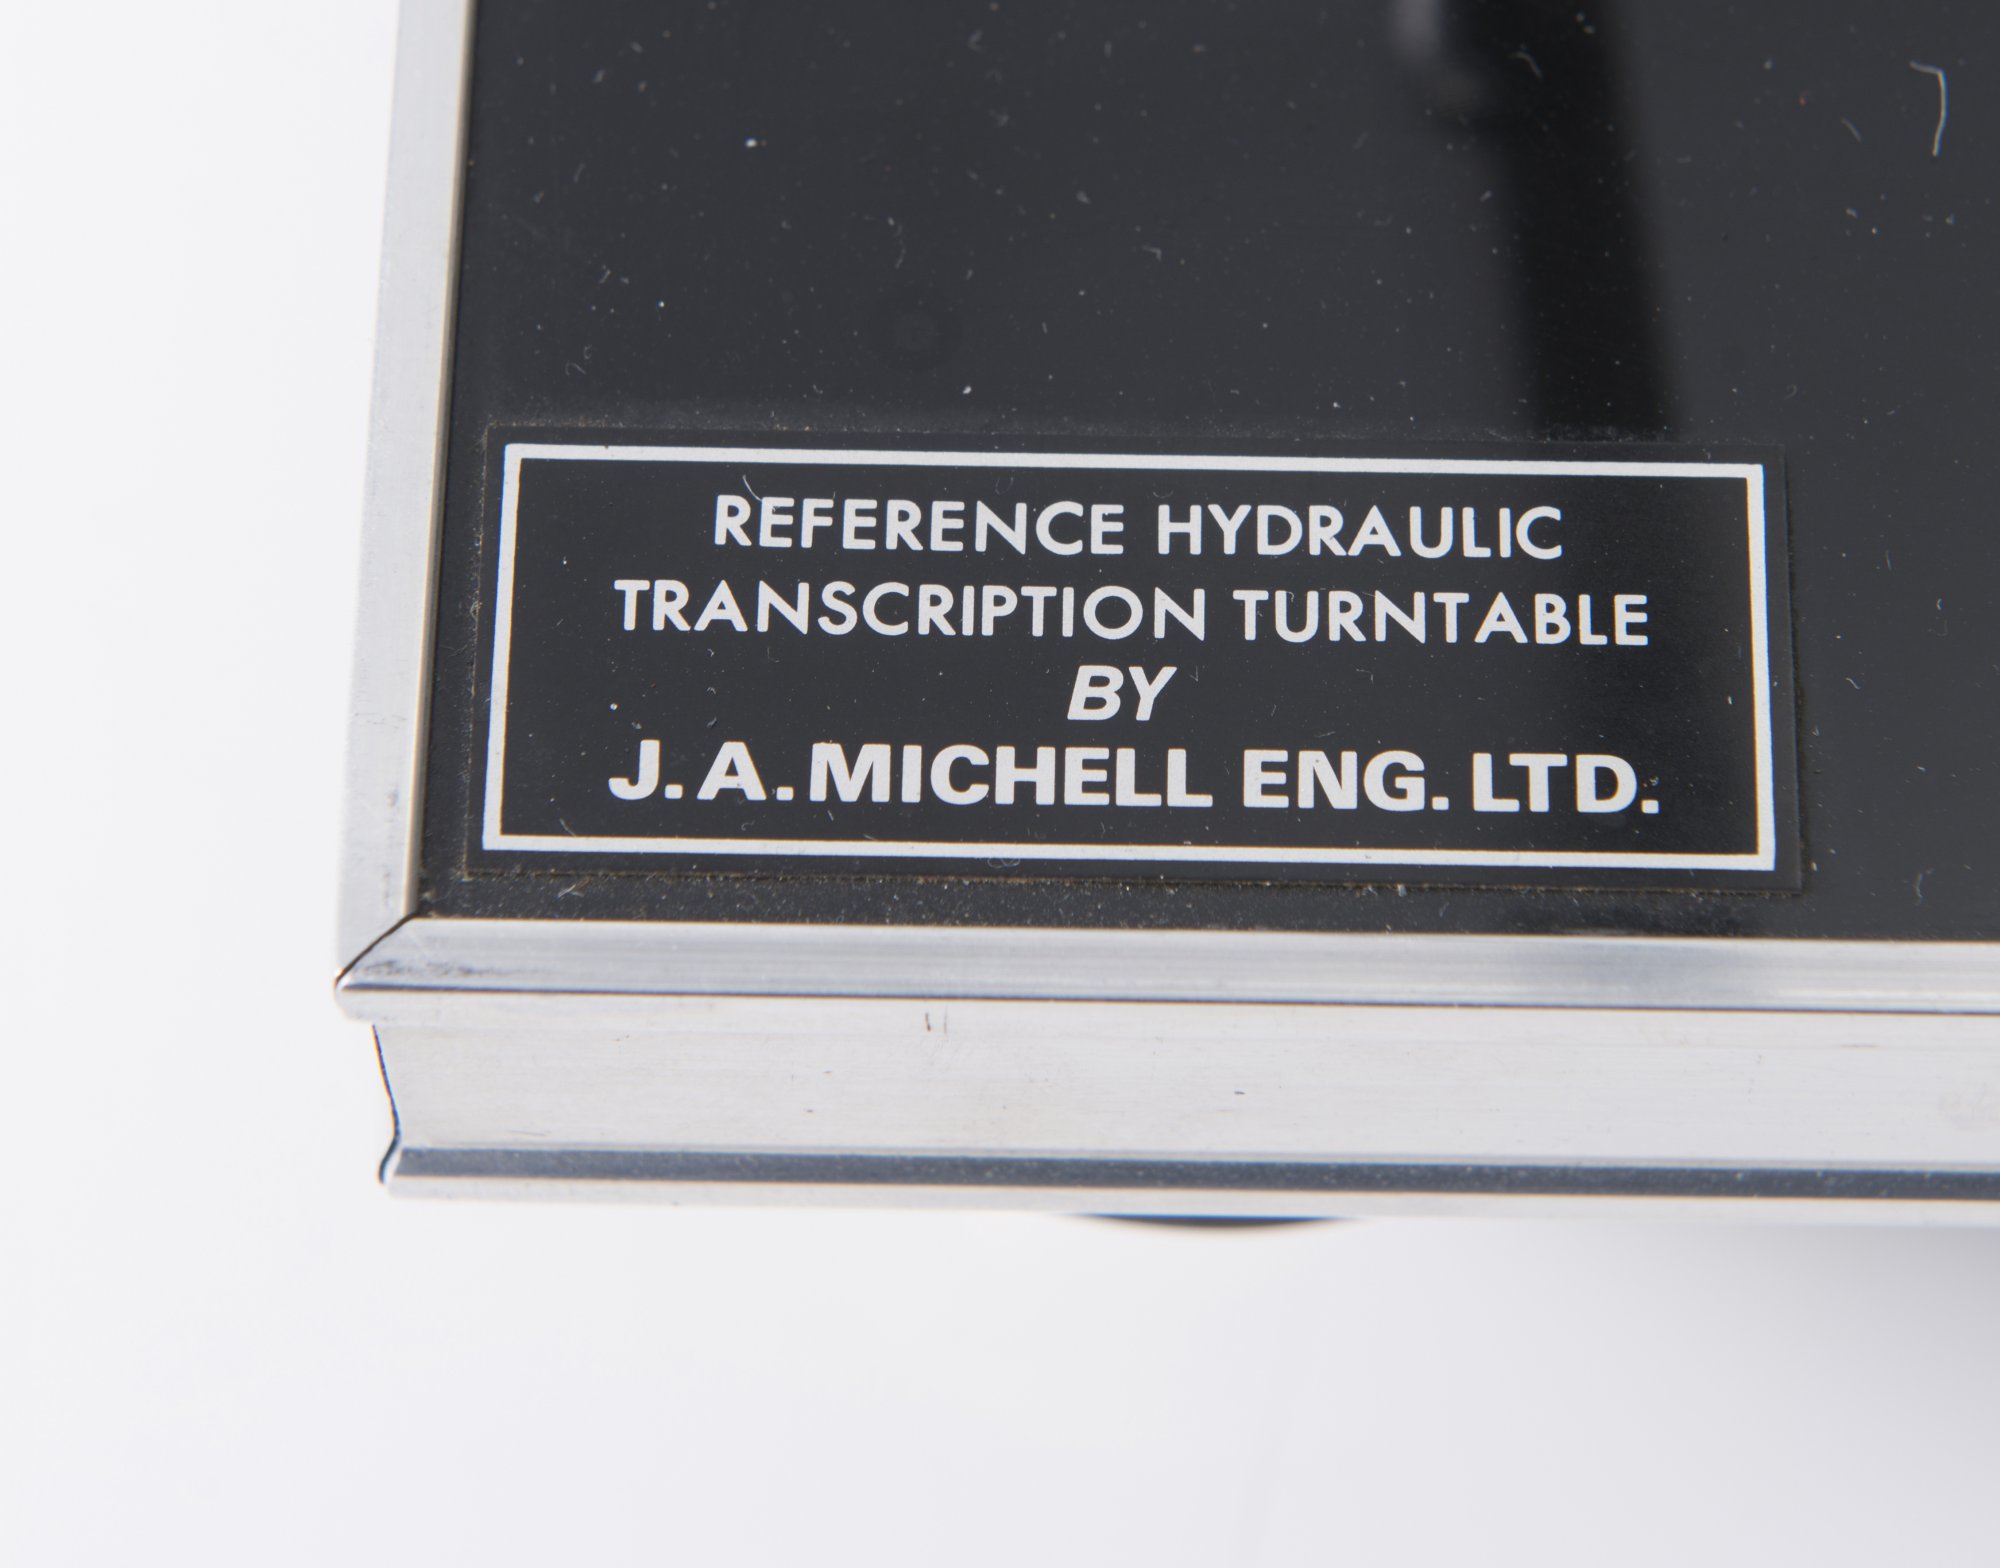 REFERENCE HYDRAULIC
TRANSCRIPTION TURNTABLE
BY
J. A. MICHELL ENG. LTD.